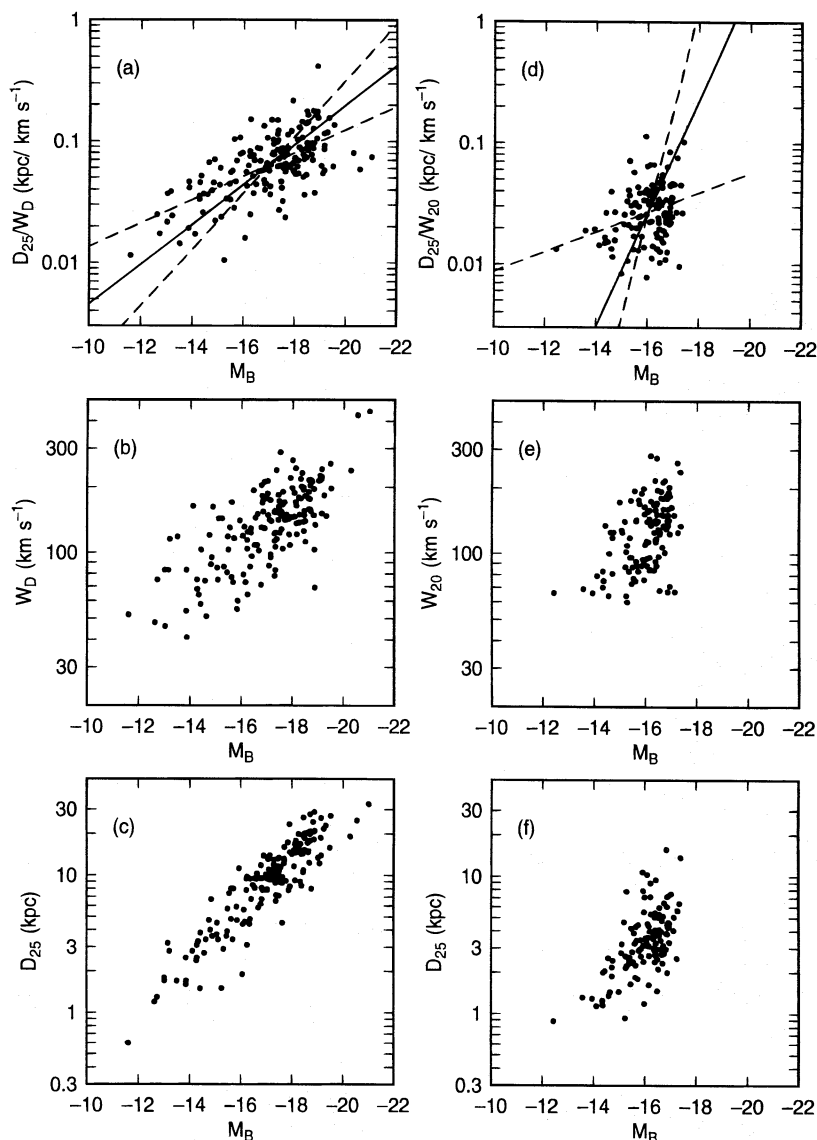 (a)
D25/WD (kpc/ km s−1)
1
0.1
0.01
−10 −12 −14 −16 −18 −20 −22
MB
(d)
D25/W20 (kpc/ km s−1)
1
0.1
0.01
−10 −12 −14 −16 −18 −20 −22
MB
(b)
WD (km s−1)
300
100
30
−10 −12 −14 −16 −18 −20 −22
MB
(e)
W20 (km s−1)
300
100
30
−10 −12 −14 −16 −18 −20 −22
MB
(c)
D25 (kpc)
30
10
3
1
0.3
−10 −12 −14 −16 −18 −20 −22
MB
(f)
D25 (kpc)
30
10
3
1
0.3
−10 −12 −14 −16 −18 −20 −22
MB